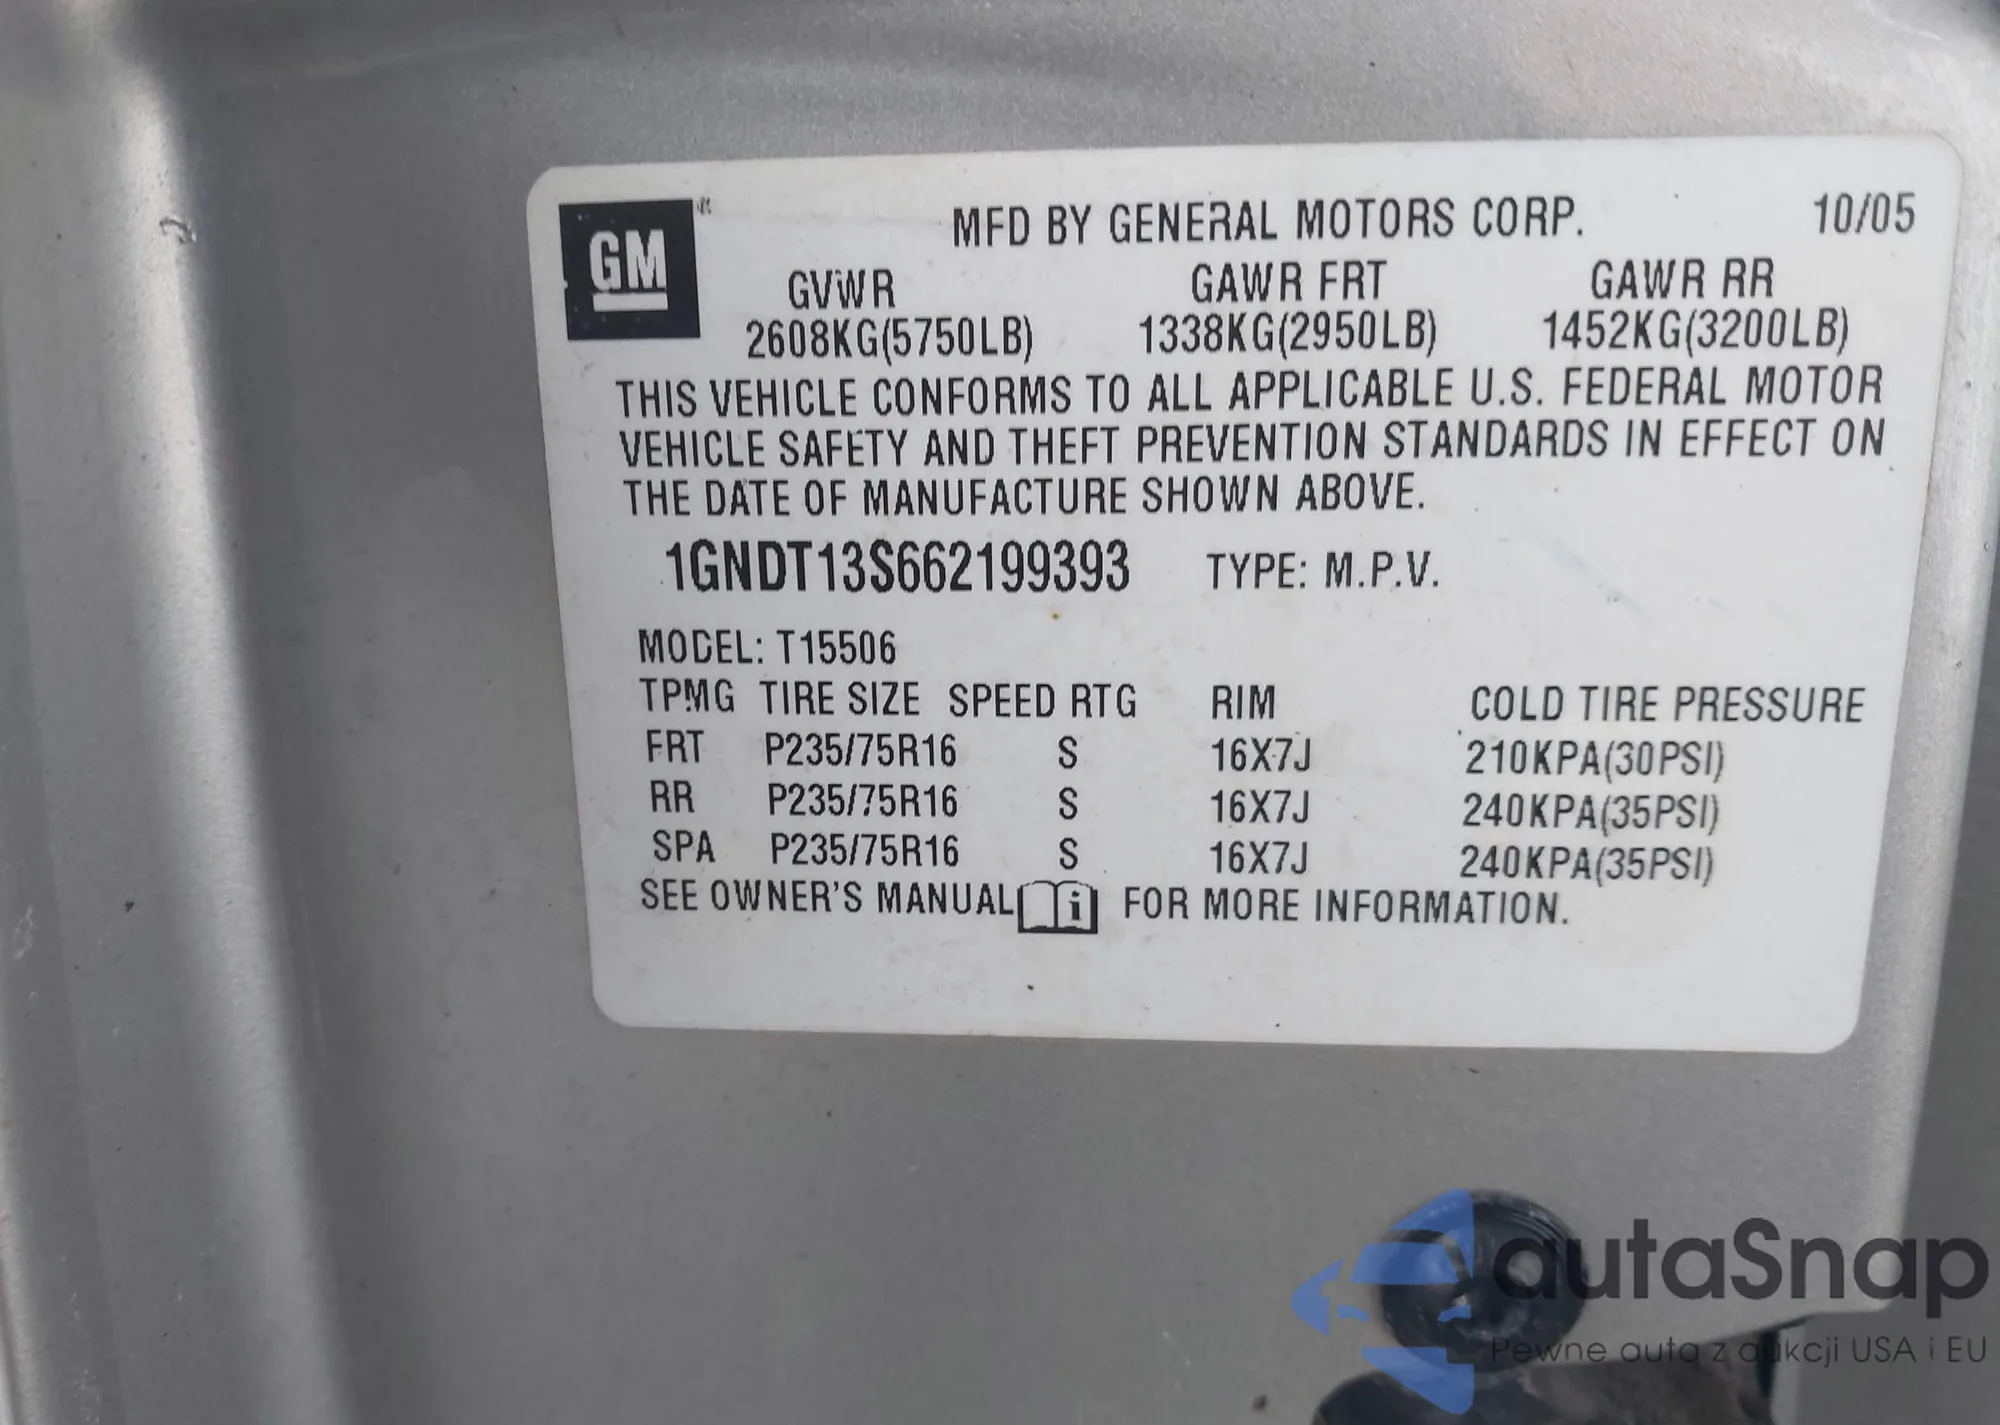 GM® MFD BY GENERAL MOTORS CORP. 10/05
GVWR GAWR FRT GAWR RR
2608KG(5750LB) 1338KG(2950LB) 1452KG(3200LB)
THIS VEHICLE CONFORMS TO ALL APPLICABLE U.S. FEDERAL MOTOR
VEHICLE SAFETY AND THEFT PREVENTION STANDARDS IN EFFECT ON
THE DATE OF MANUFACTURE SHOWN ABOVE.
1GNDT13S662199393 TYPE: M.P.V.
MODEL: T15506
TPMG TIRE SIZE SPEED RTG RIM COLD TIRE PRESSURE
FRT P235/75R16 S 16X7J 210KPA(30PSI)
RR P235/75R16 S 16X7J 240KPA(35PSI)
SPA P235/75R16 S 16X7J 240KPA(35PSI)
SEE OWNER'S MANUAL i FOR MORE INFORMATION.
autaSnap
Pewne auta z aukcji USA i EU